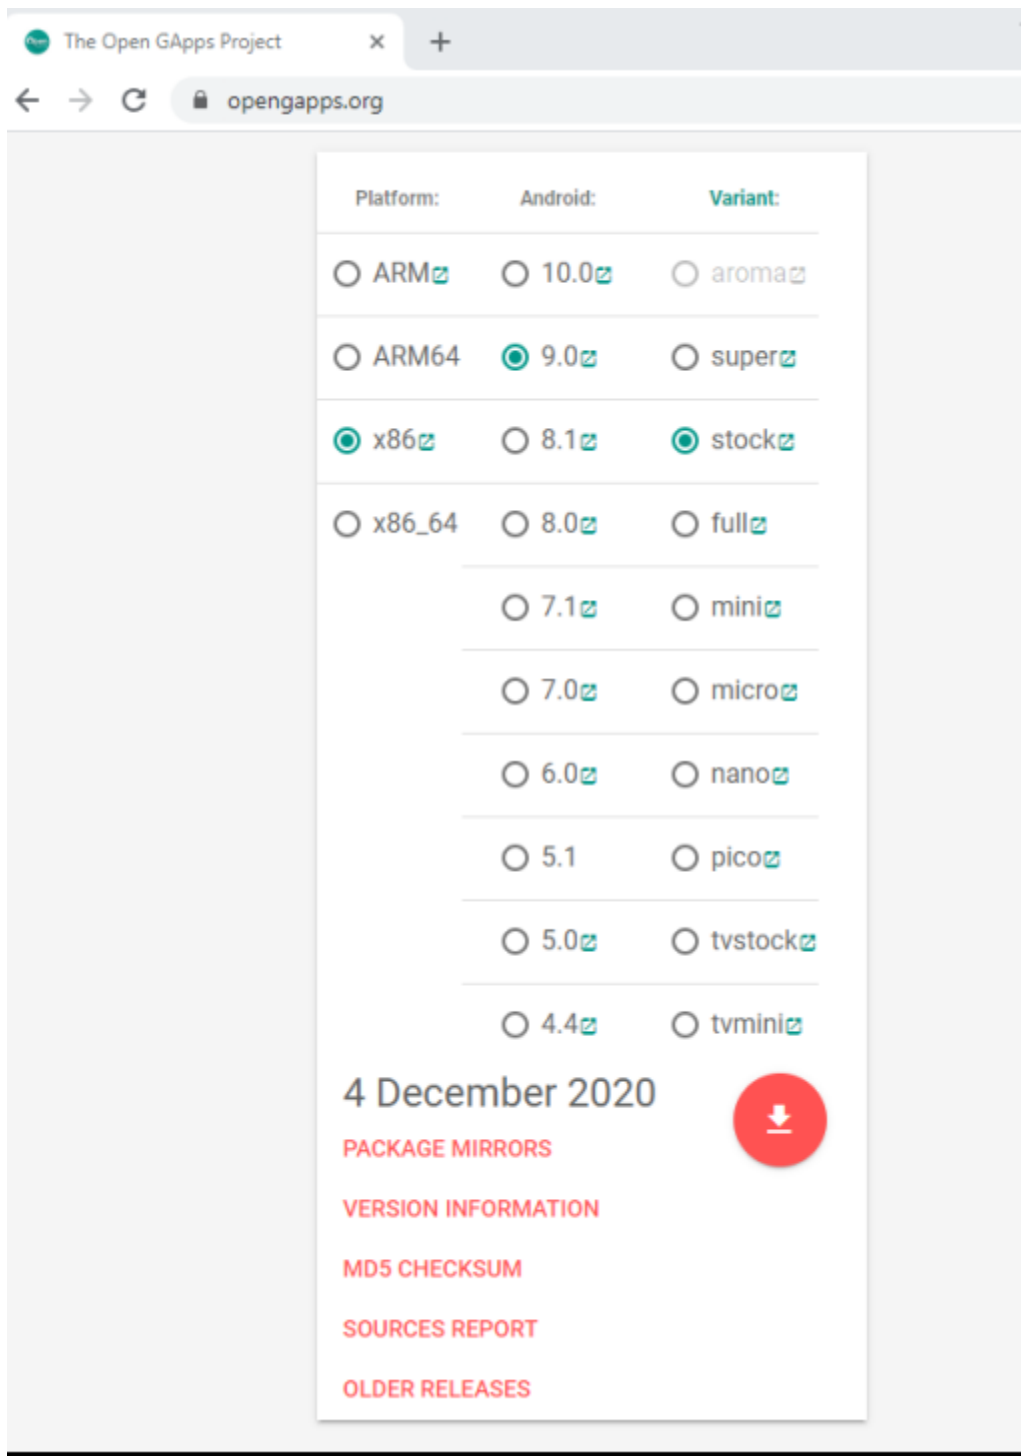 The Open GApps Project
opengapps.org
Platform: Android: Variant:
ARM 10.0 aroma
ARM64 9.0 super
x86 8.1 stock
x86_64 8.0 full
7.1 mini
7.0 micro
6.0 nano
5.1 pico
5.0 tvstock
4.4 tvmini
4 December 2020
PACKAGE MIRRORS
VERSION INFORMATION
MD5 CHECKSUM
SOURCES REPORT
OLDER RELEASES